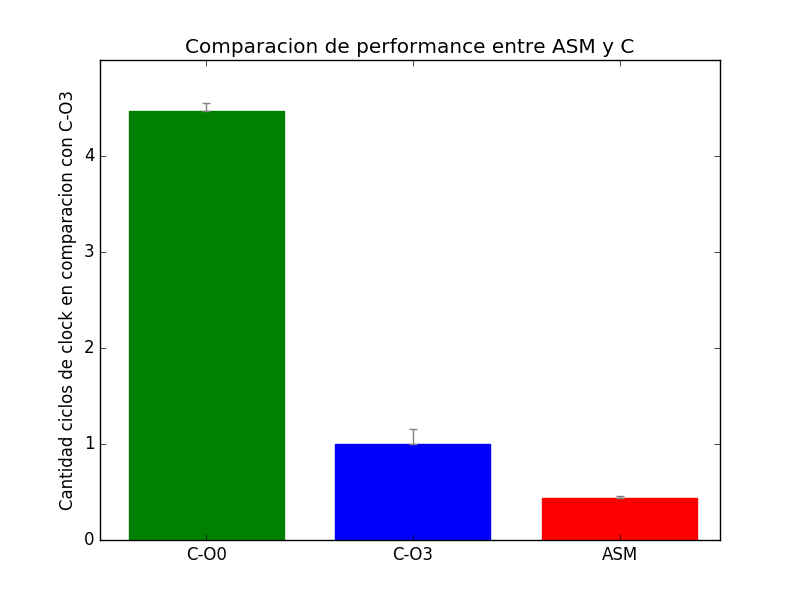 Comparacion de performance entre ASM y C
Cantidad ciclos de clock en comparacion con C-O3
4
3
2
1
0
C-O0
C-O3
ASM